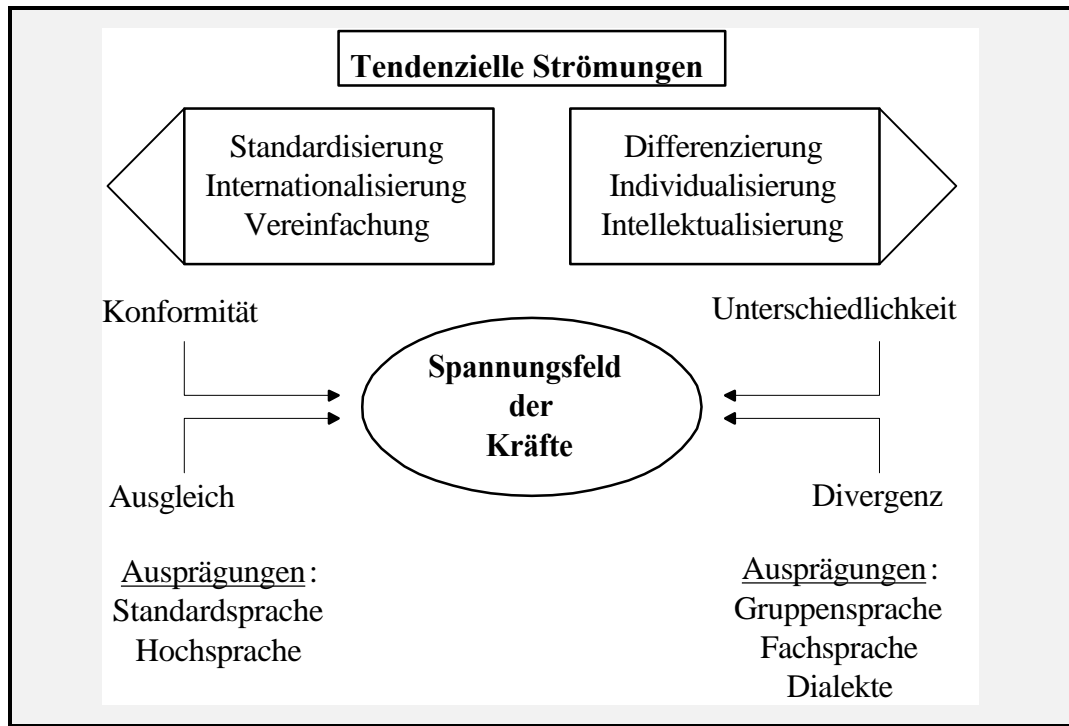 Tendenzielle Strömungen
Standardisierung
Internationalisierung
Vereinfachung
Differenzierung
Individualisierung
Intellektualisierung
Konformität
Unterschiedlichkeit
Spannungsfeld
der
Kräfte
Ausgleich
Divergenz
Ausprägungen:
Standardsprache
Hochsprache
Ausprägungen:
Gruppensprache
Fachsprache
Dialekte